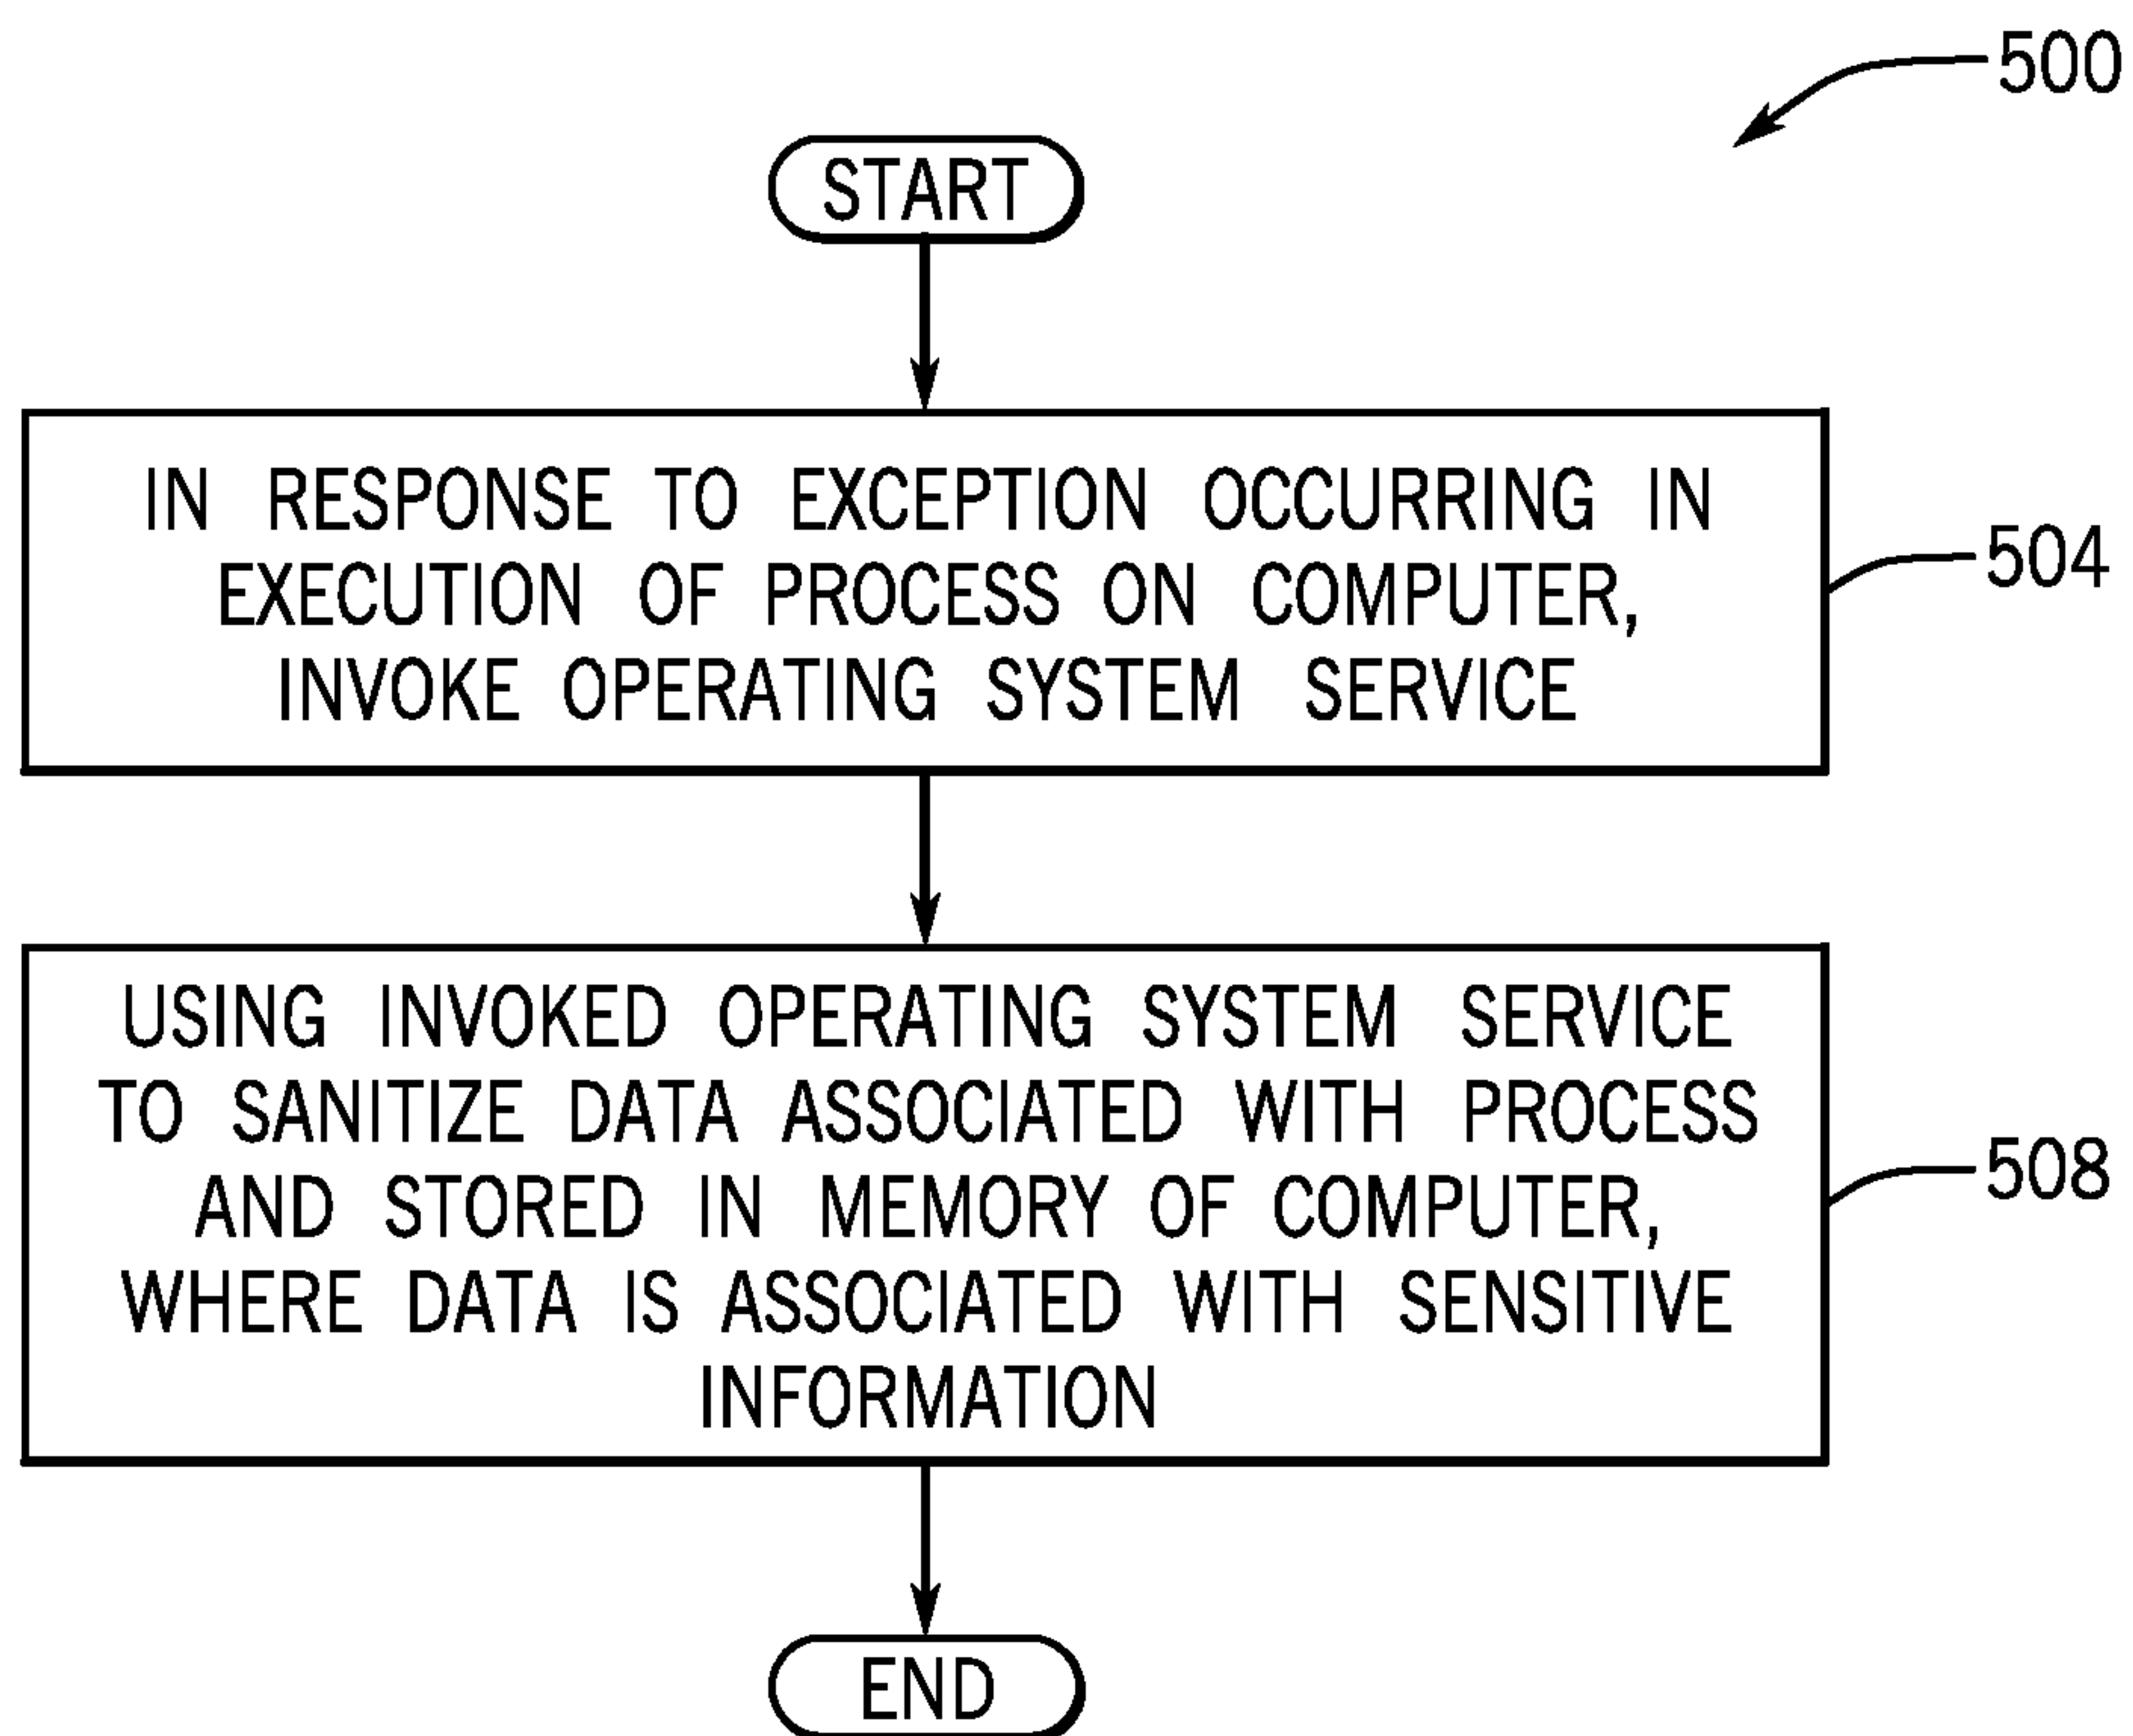 500
START
IN RESPONSE TO EXCEPTION OCCURRING IN
EXECUTION OF PROCESS ON COMPUTER,
INVOKE OPERATING SYSTEM SERVICE
504
USING INVOKED OPERATING SYSTEM SERVICE
TO SANITIZE DATA ASSOCIATED WITH PROCESS
AND STORED IN MEMORY OF COMPUTER,
WHERE DATA IS ASSOCIATED WITH SENSITIVE
INFORMATION
508
END